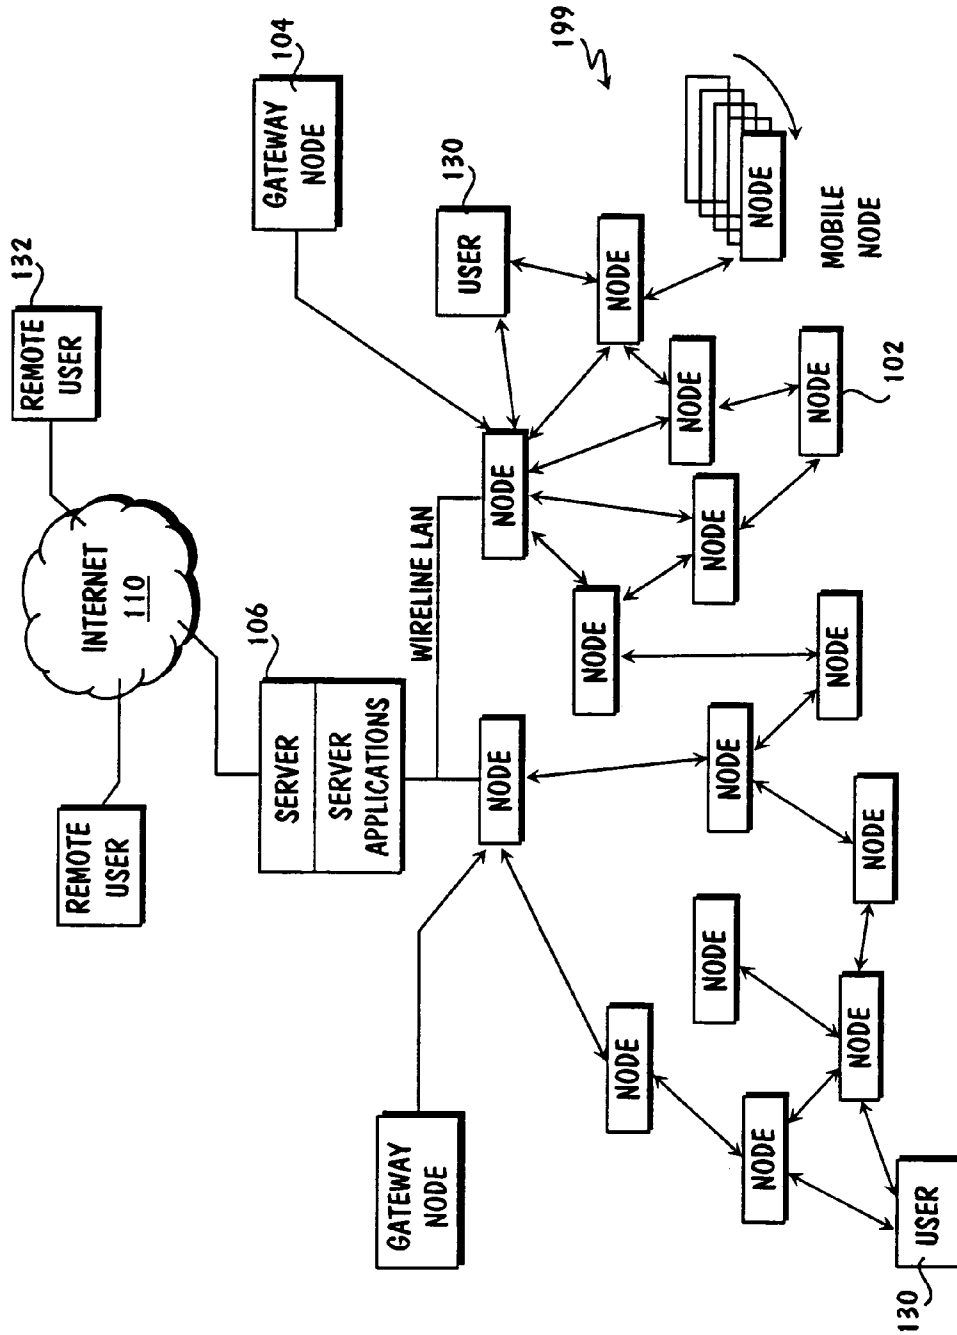 REMOTE
USER
132
REMOTE
USER
INTERNET
110
106
SERVER
SERVER
APPLICATIONS
WIRELINE LAN
GATEWAY
NODE
104
GATEWAY
NODE
NODE
NODE
USER
130
199
NODE
NODE
MOBILE
NODE
NODE
NODE
NODE
102
NODE
NODE
NODE
NODE
NODE
NODE
NODE
NODE
USER
130